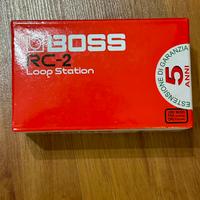 BOSS
RC-2
Loop Station
ESTENSIONE DI GARANZIA
5
ANNI